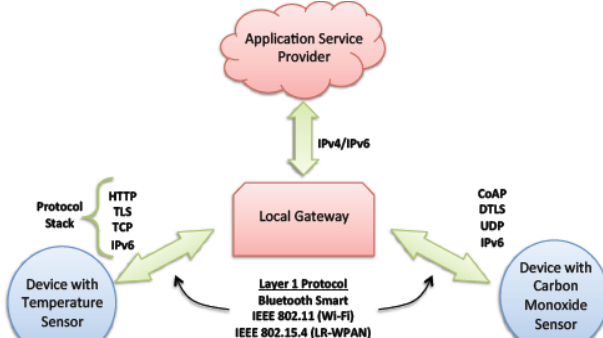 Application Service
Provider
IPv4/IPv6
Protocol
Stack
HTTP
TLS
TCP
IPv6
Local Gateway
CoAP
DTLS
UDP
IPv6
Device with
Temperature
Sensor
Layer 1 Protocol
Bluetooth Smart
IEEE 802.11 (Wi-Fi)
IEEE 802.15.4 (LR-WPAN)
Device with
Carbon
Monoxide
Sensor